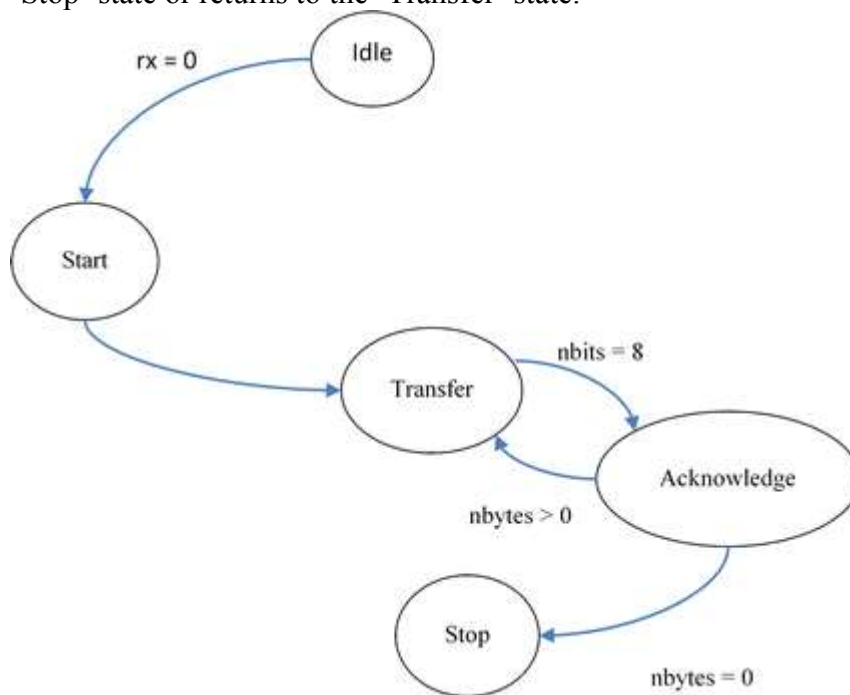 "Stop" state or returns to the "Transfer" state.
Idle
rx = 0
Start
Transfer
nbits = 8
Acknowledge
nbytes > 0
Stop
nbytes = 0